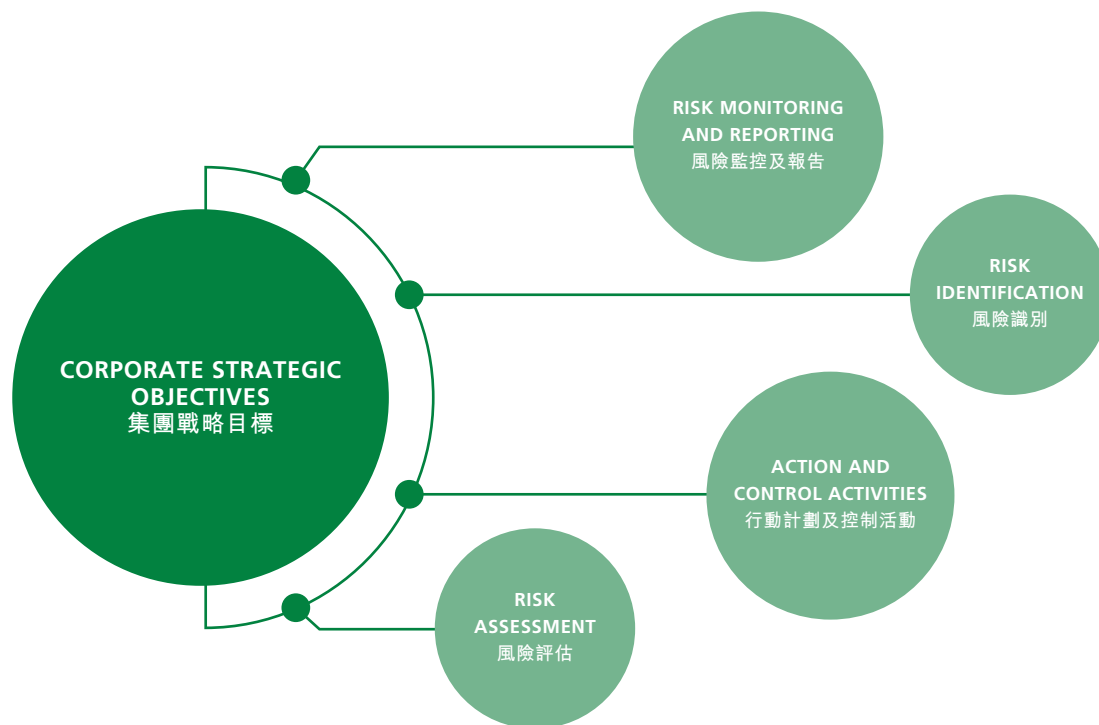 RISK MONITORING
AND REPORTING
風險監控及報告
RISK
IDENTIFICATION
風險識別
CORPORATE STRATEGIC
OBJECTIVES
集團戰略目標
ACTION AND
CONTROL ACTIVITIES
行動計劃及控制活動
RISK
ASSESSMENT
風險評估